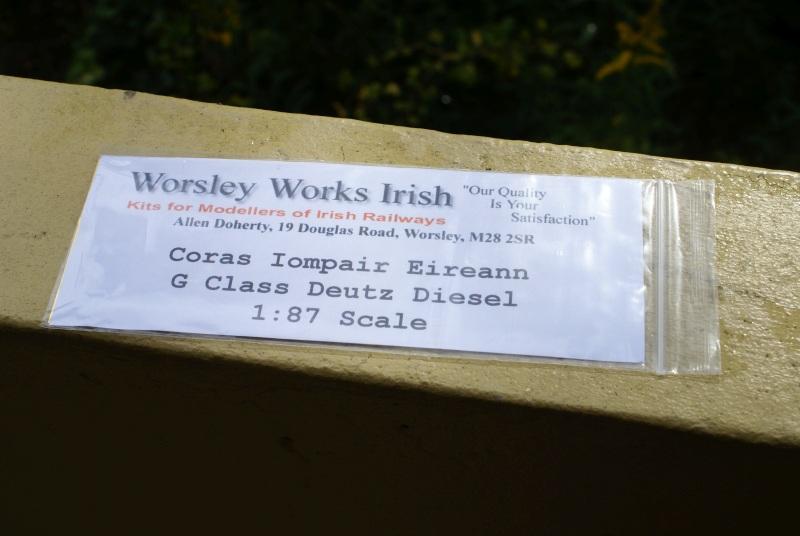 Worsley Works Irish
"Our Quality
Is Your
Satisfaction"
Kits for Modellers of Irish Railways
Allen Doherty, 19 Douglas Road, Worsley, M28 2SR
Coras Iompair Eireann
G Class Deutz Diesel
1:87 Scale